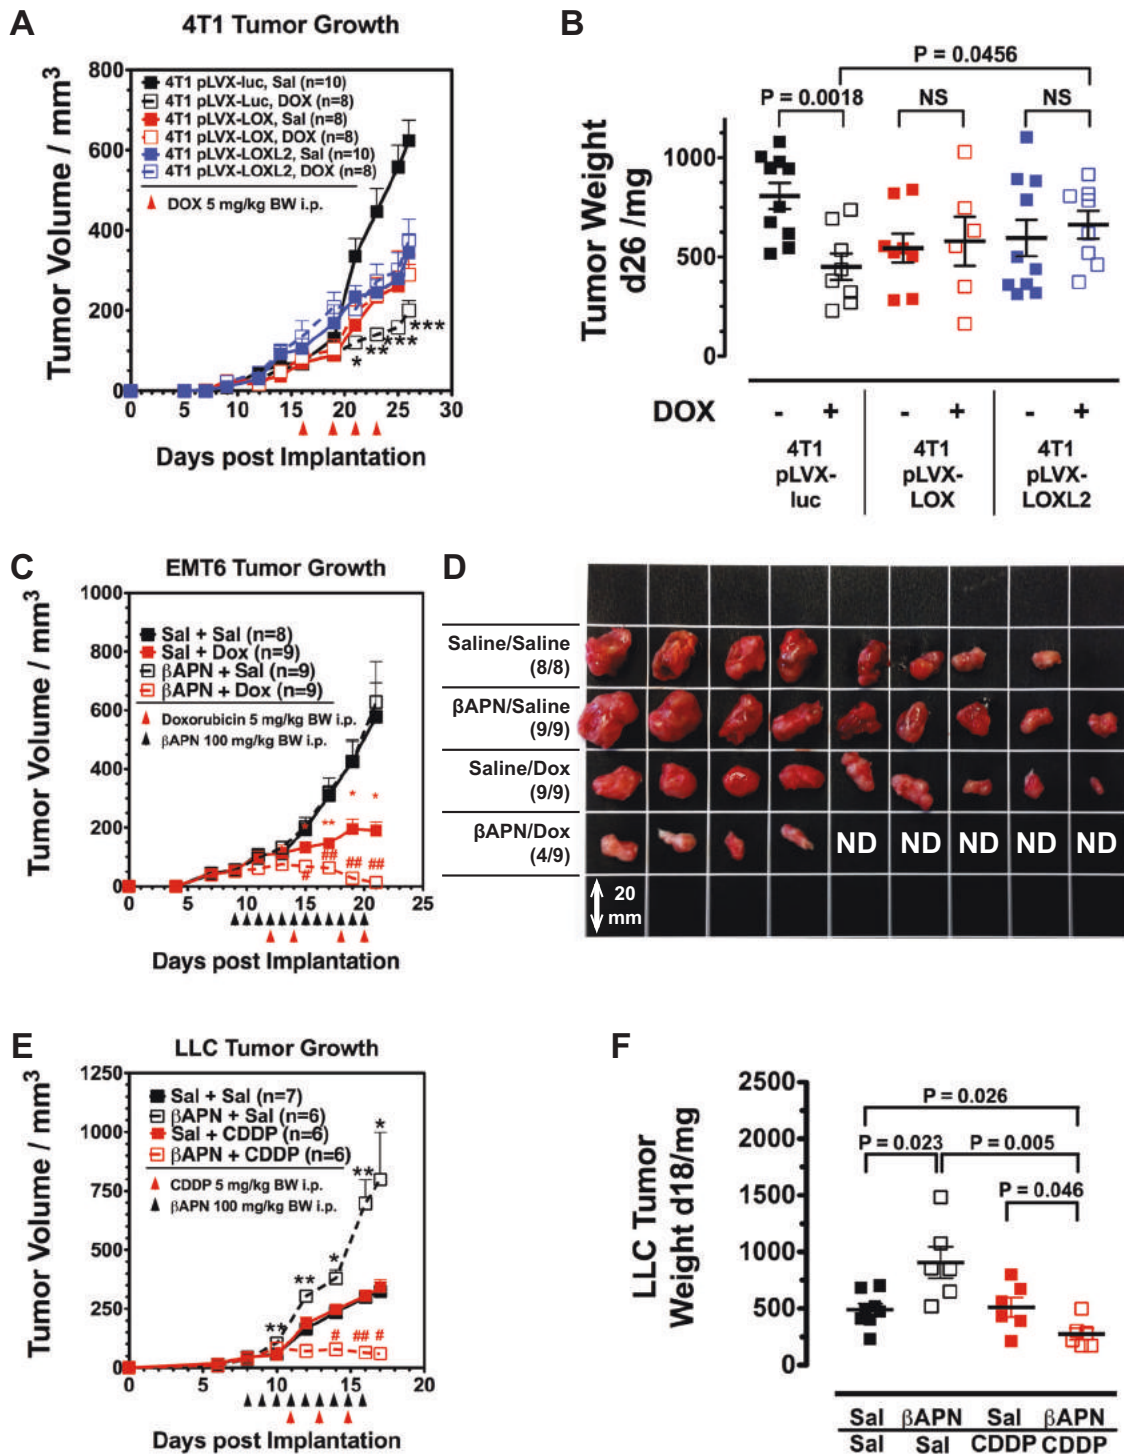 A
4T1 Tumor Growth
Tumor Volume / mm³
800
600
400
200
0
4T1 pLVX-luc, Sal (n=10)
4T1 pLVX-Luc, DOX (n=8)
4T1 pLVX-LOX, Sal (n=8)
4T1 pLVX-LOX, DOX (n=8)
4T1 pLVX-LOXL2, Sal (n=10)
4T1 pLVX-LOXL2, DOX (n=8)
DOX 5 mg/kg BW i.p.
* ** *** ***
0 5 10 15 20 25 30
Days post Implantation
B
P = 0.0456
P = 0.0018 NS NS
Tumor Weight
d26 /mg
1000
500
0
DOX - + - + - +
4T1 4T1 4T1
pLVX- pLVX- pLVX-
luc LOX LOXL2
C
EMT6 Tumor Growth
Tumor Volume / mm³
1000
800
600
400
200
0
Sal + Sal (n=8)
Sal + Dox (n=9)
βAPN + Sal (n=9)
βAPN + Dox (n=9)
Doxorubicin 5 mg/kg BW i.p.
βAPN 100 mg/kg BW i.p.
* ** * *
# ## ## ##
0 5 10 15 20 25
Days post Implantation
D
Saline/Saline
(8/8)
βAPN/Saline
(9/9)
Saline/Dox
(9/9)
βAPN/Dox
(4/9)
ND ND ND ND ND
20
mm
E
LLC Tumor Growth
Tumor Volume / mm³
1250
1000
750
500
250
0
Sal + Sal (n=7)
βAPN + Sal (n=6)
Sal + CDDP (n=6)
βAPN + CDDP (n=6)
CDDP 5 mg/kg BW i.p.
βAPN 100 mg/kg BW i.p.
** ** * ** *
# ## #
0 5 10 15 20
Days post Implantation
F
LLC Tumor
Weight d18/mg
2500
2000
1500
1000
500
0
P = 0.026
P = 0.023 P = 0.005
P = 0.046
Sal βAPN Sal βAPN
Sal Sal CDDP CDDP